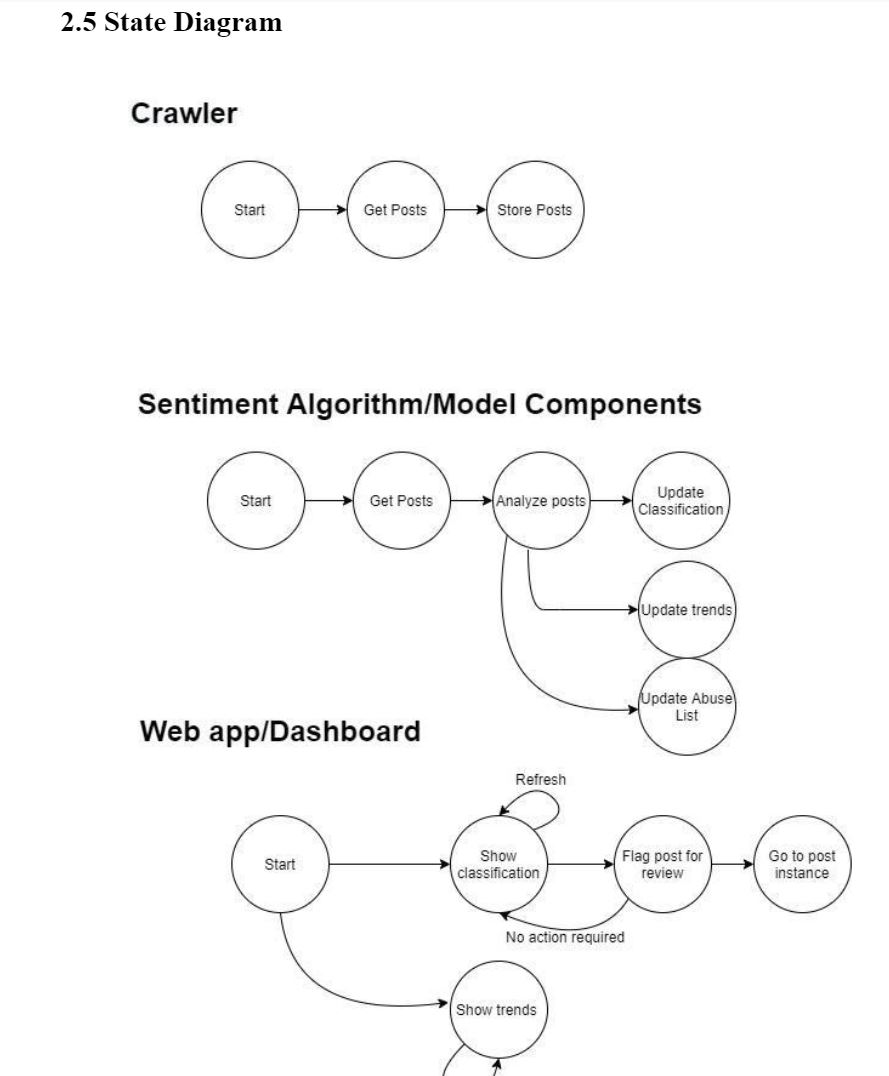 2.5 State Diagram
Crawler
Start
Get Posts
Store Posts
Sentiment Algorithm/Model Components
Start
Get Posts
Analyze posts
Update
Classification
Update trends
Update Abuse
List
Web app/Dashboard
Refresh
Start
Show
classification
Flag post for
review
Go to post
instance
No action required
Show trends